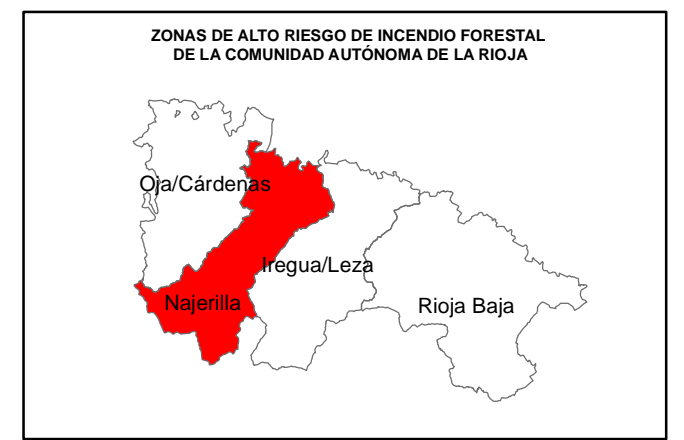 ZONAS DE ALTO RIESGO DE INCENDIO FORESTAL
DE LA COMUNIDAD AUTÓNOMA DE LA RIOJA
Oja/Cárdenas
Iregua/Leza
Najerilla
Rioja Baja